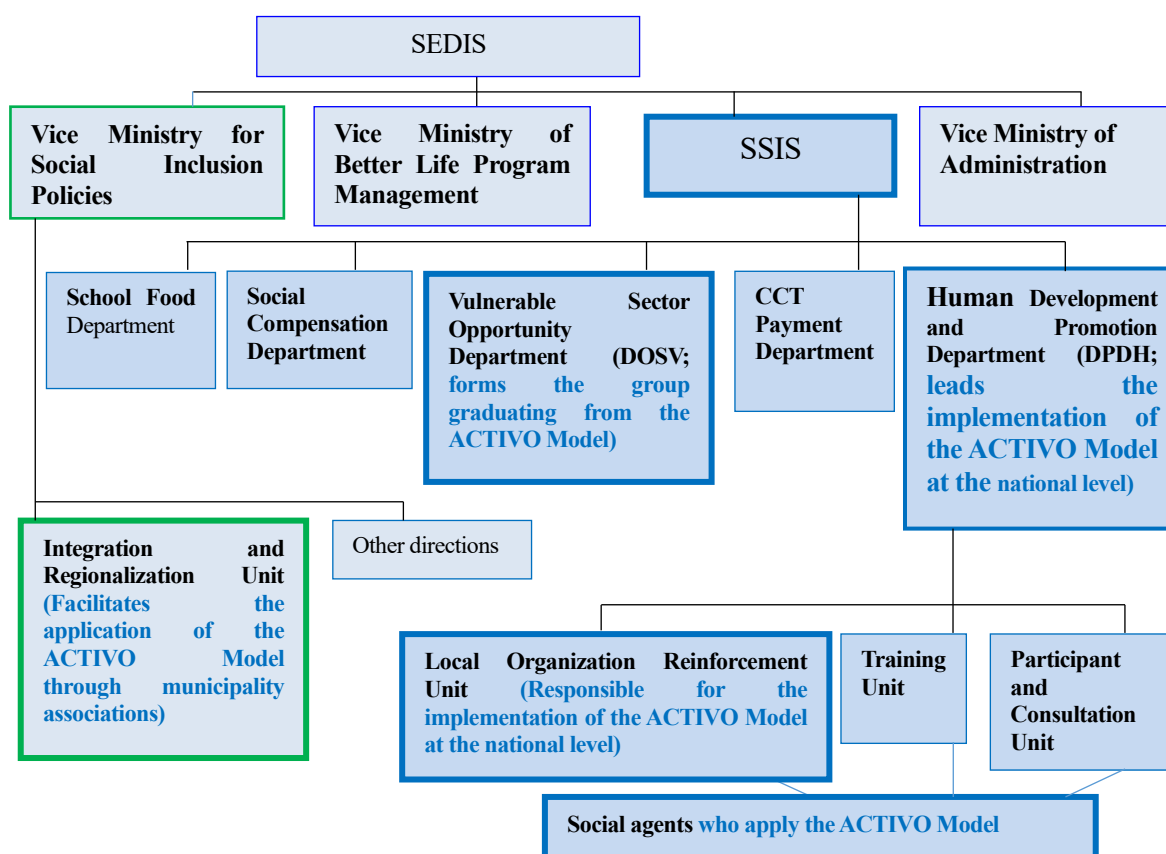 SEDIS
Vice Ministry for
Social Inclusion
Policies
Vice Ministry of
Better Life Program
Management
SSIS
Vice Ministry of
Administration
School Food
Department
Social
Compensation
Department
Vulnerable Sector
Opportunity
Department (DOSV;
forms the group
graduating from the
ACTIVO Model)
CCT
Payment
Department
Human Development
and Promotion
Department (DPDH;
leads the
implementation of
the ACTIVO Model
at the national level)
Integration and
Regionalization Unit
(Facilitates the
application of the
ACTIVO Model
through municipality
associations)
Other directions
Local Organization Reinforcement
Unit (Responsible for the
implementation of the ACTIVO Model
at the national level)
Training
Unit
Participant
and
Consultation
Unit
Social agents who apply the ACTIVO Model